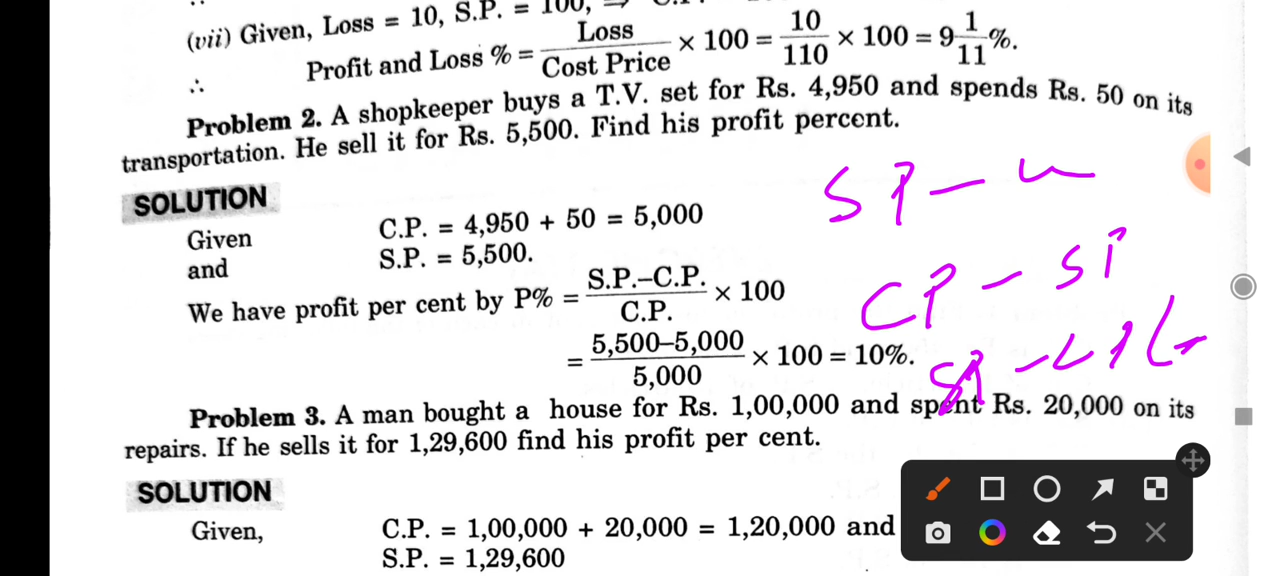 (vii) Given, Loss = 10, S.P. = 100,
∴ Profit and Loss % = Loss / Cost Price × 100 = 10/110 × 100 = 9 1/11 %.
Problem 2. A shopkeeper buys a T.V. set for Rs. 4,950 and spends Rs. 50 on its
transportation. He sell it for Rs. 5,500. Find his profit percent.
SOLUTION
Given C.P. = 4,950 + 50 = 5,000
and S.P. = 5,500.
We have profit per cent by P% = S.P.–C.P. / C.P. × 100
= 5,500–5,000 / 5,000 × 100 = 10%.
SP –
CP – SP
Problem 3. A man bought a house for Rs. 1,00,000 and spent Rs. 20,000 on its
repairs. If he sells it for 1,29,600 find his profit per cent.
SOLUTION
Given, C.P. = 1,00,000 + 20,000 = 1,20,000 and
S.P. = 1,29,600